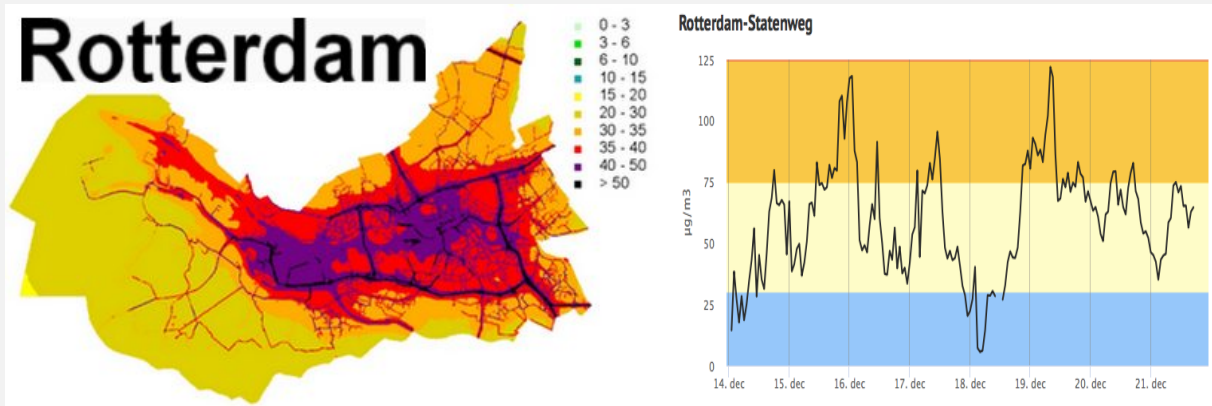 Rotterdam
0 - 3
3 - 6
6 - 10
10 - 15
15 - 20
20 - 30
30 - 35
35 - 40
40 - 50
> 50
Rotterdam-Statenweg
125
100
75
50
25
0
µg/m3
14. dec 15. dec 16. dec 17. dec 18. dec 19. dec 20. dec 21. dec